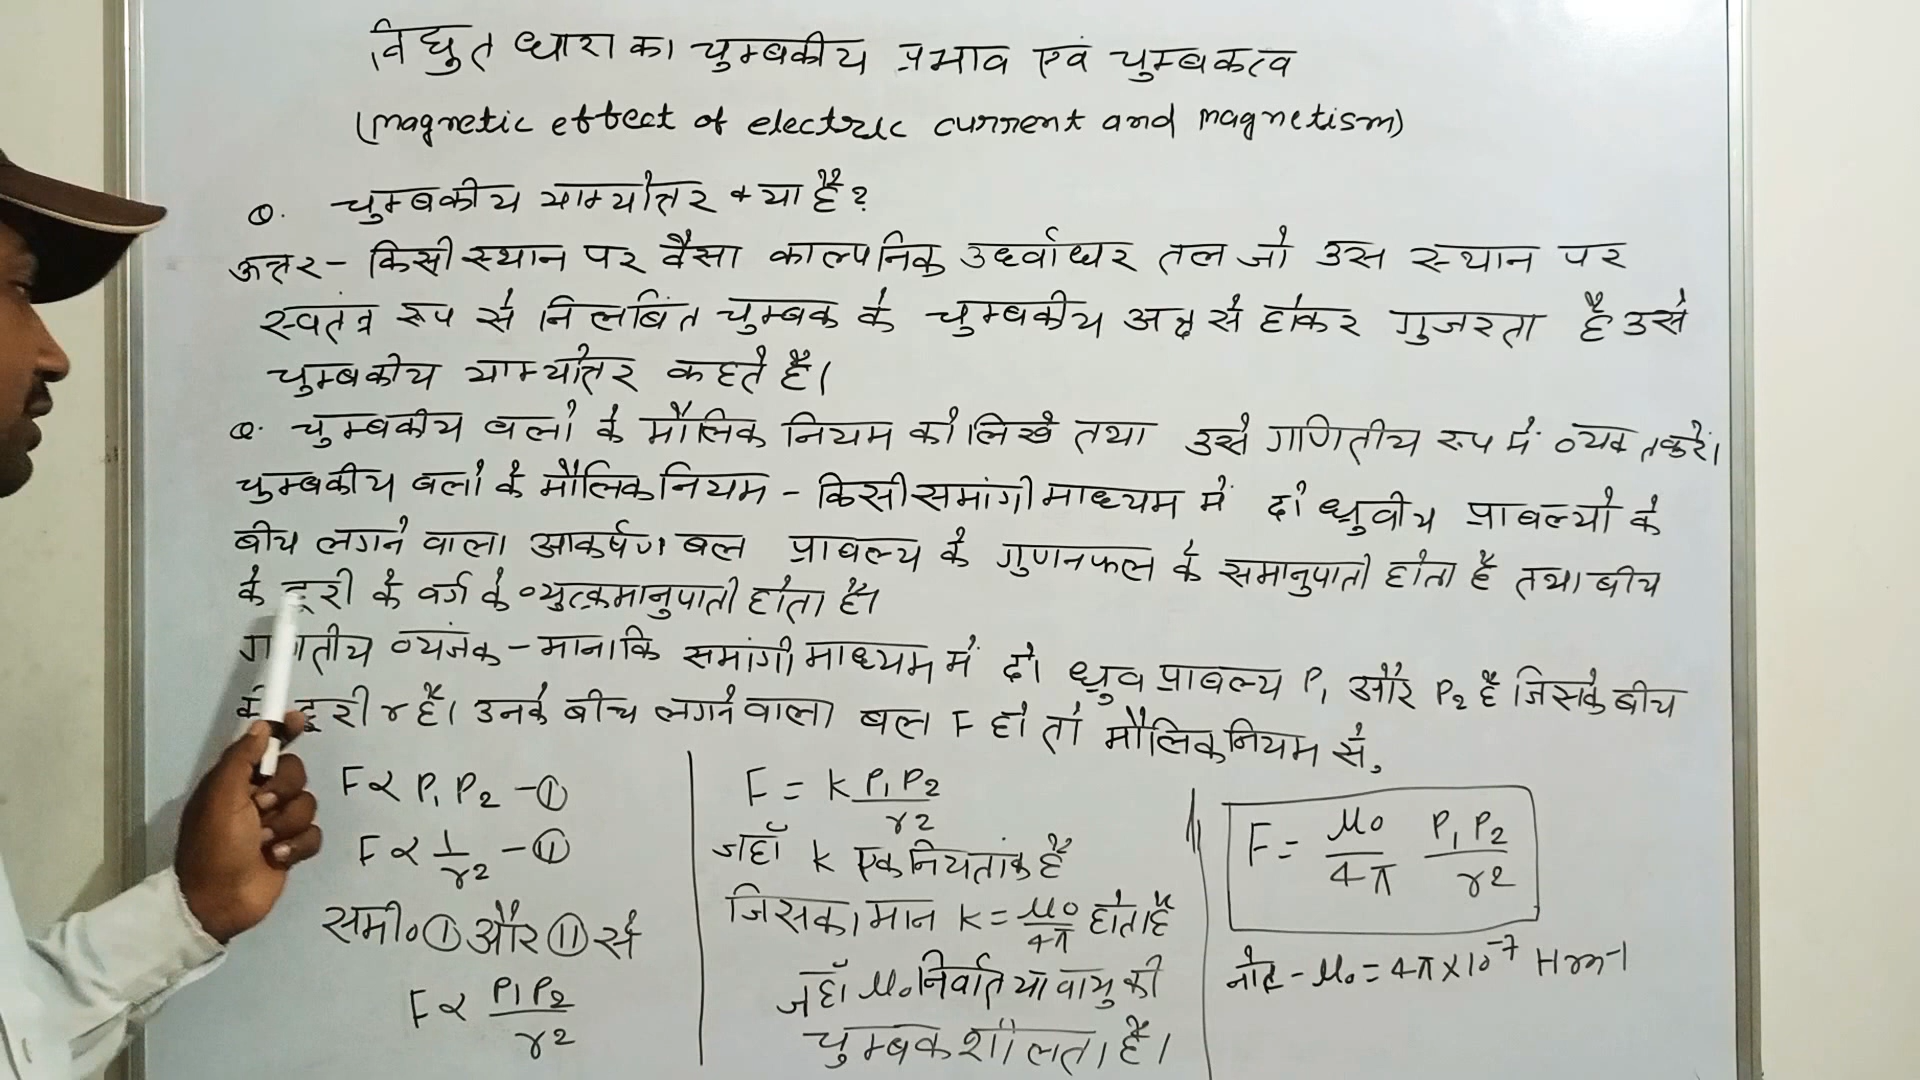 विद्युत धारा का चुम्बकीय प्रभाव एवं चुम्बकत्व
(magnetic effect of electric current and magnetism)
Q. चुम्बकीय याम्योत्तर क्या है?
उत्तर - किसी स्थान पर वैसा काल्पनिक उर्ध्वाधर तल जो उस स्थान पर
स्वतंत्र रूप से निलबिंत चुम्बक के चुम्बकीय अक्ष से होकर गुजरता है उसे
चुम्बकीय याम्योत्तर कहते हैं।
Q. चुम्बकीय बलों के मौलिक नियम को लिखें तथा उसे गणितीय रूप में व्यक्त करें।
चुम्बकीय बलों के मौलिक नियम - किसी समांगी माध्यम में दो ध्रुवीय प्राबल्यों के
बीच लगने वाला आकर्षण बल प्राबल्य के गुणनफल के समानुपाती होता है तथा बीच
के दूरी के वर्ग के व्युत्क्रमानुपाती होता है।
व्यंजक - माना कि समांगी माध्यम में दो ध्रुव प्राबल्य P₁ और P₂ है जिसके बीच
दूरी r है। उनके बीच लगने वाला बल F हो तो मौलिक नियम से,
F ∝ P₁ P₂ - ①
F ∝ 1/r² - ⑪
समी० ① और ⑪ से
F ∝ P₁P₂/r²
F = K P₁P₂/r²
जहाँ K एक नियतांक है
जिसका मान K = μ₀/4π होता है
जहाँ μ₀ निर्वात या वायु की
चुम्बकशीलता है।
F = μ₀/4π P₁P₂/r²
नोट - μ₀ = 4π×10⁻⁷ Hm⁻¹